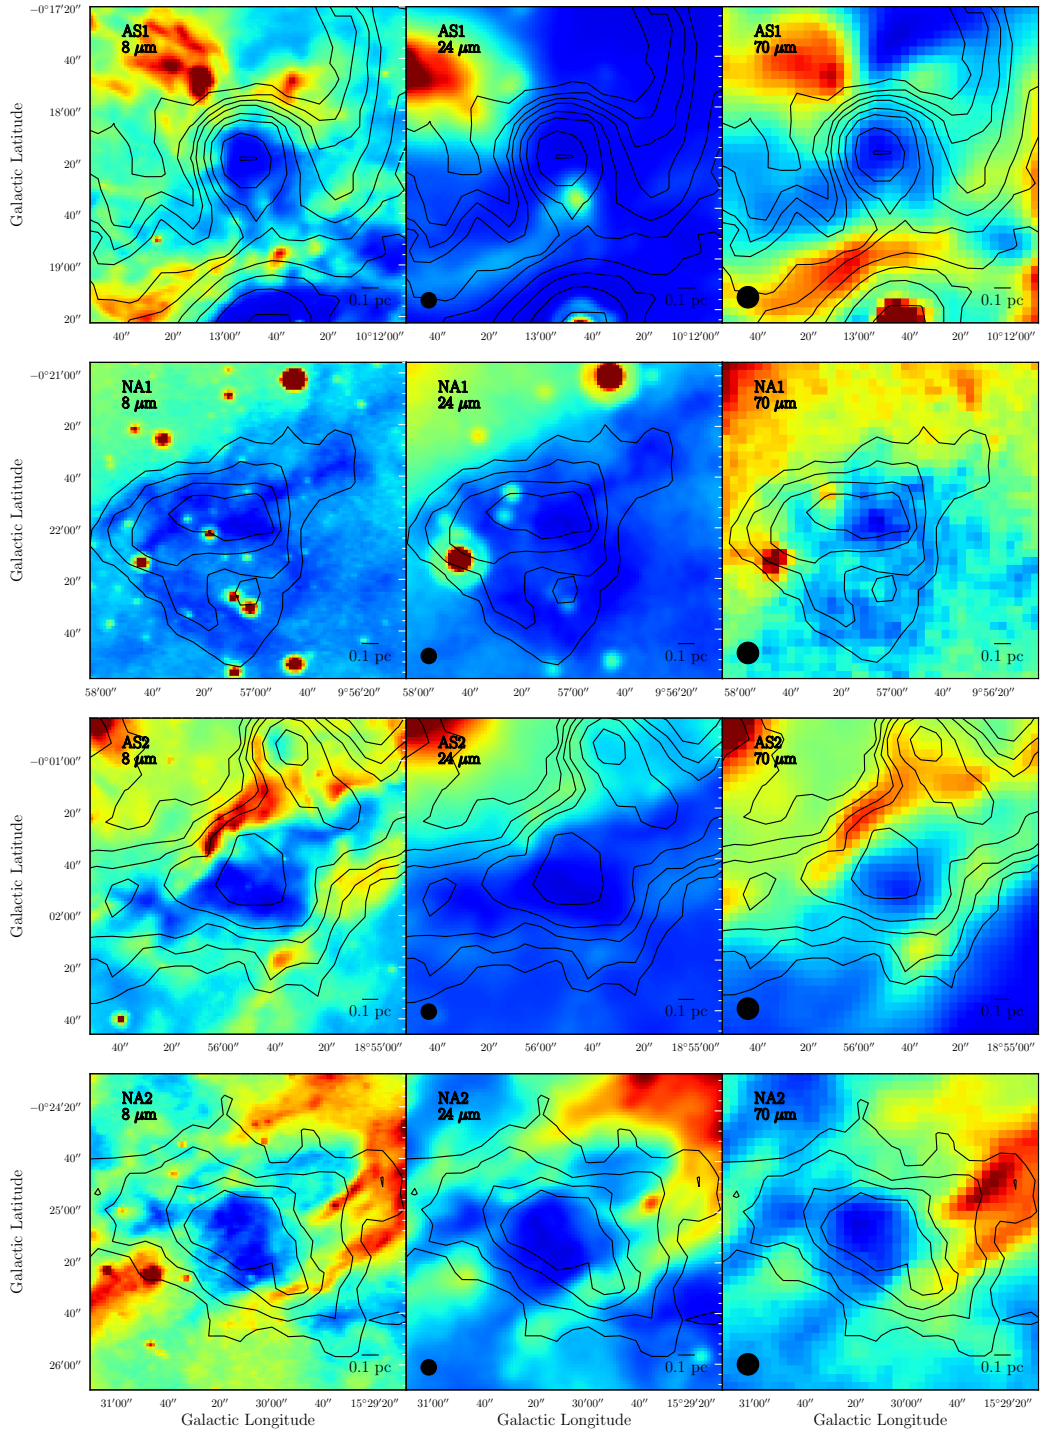 −0°17′20″
40″
18′00″
20″
40″
19′00″
20″
Galactic Latitude
AS1
8 μm
0.1 pc
AS1
24 μm
0.1 pc
AS1
70 μm
0.1 pc
40″ 20″ 13′00″ 40″ 20″ 10°12′00″
40″ 20″ 13′00″ 40″ 20″ 10°12′00″
40″ 20″ 13′00″ 40″ 20″ 10°12′00″
−0°21′00″
20″
40″
22′00″
20″
40″
Galactic Latitude
NA1
8 μm
0.1 pc
NA1
24 μm
0.1 pc
NA1
70 μm
0.1 pc
58′00″ 40″ 20″ 57′00″ 40″ 9°56′20″
58′00″ 40″ 20″ 57′00″ 40″ 9°56′20″
58′00″ 40″ 20″ 57′00″ 40″ 9°56′20″
−0°01′00″
20″
40″
02′00″
20″
40″
Galactic Latitude
AS2
8 μm
0.1 pc
AS2
24 μm
0.1 pc
AS2
70 μm
0.1 pc
40″ 20″ 56′00″ 40″ 20″ 18°55′00″
40″ 20″ 56′00″ 40″ 20″ 18°55′00″
40″ 20″ 56′00″ 40″ 20″ 18°55′00″
−0°24′20″
40″
25′00″
20″
40″
26′00″
Galactic Latitude
NA2
8 μm
0.1 pc
NA2
24 μm
0.1 pc
NA2
70 μm
0.1 pc
31′00″ 40″ 20″ 30′00″ 40″ 15°29′20″
31′00″ 40″ 20″ 30′00″ 40″ 15°29′20″
31′00″ 40″ 20″ 30′00″ 40″ 15°29′20″
Galactic Longitude
Galactic Longitude
Galactic Longitude